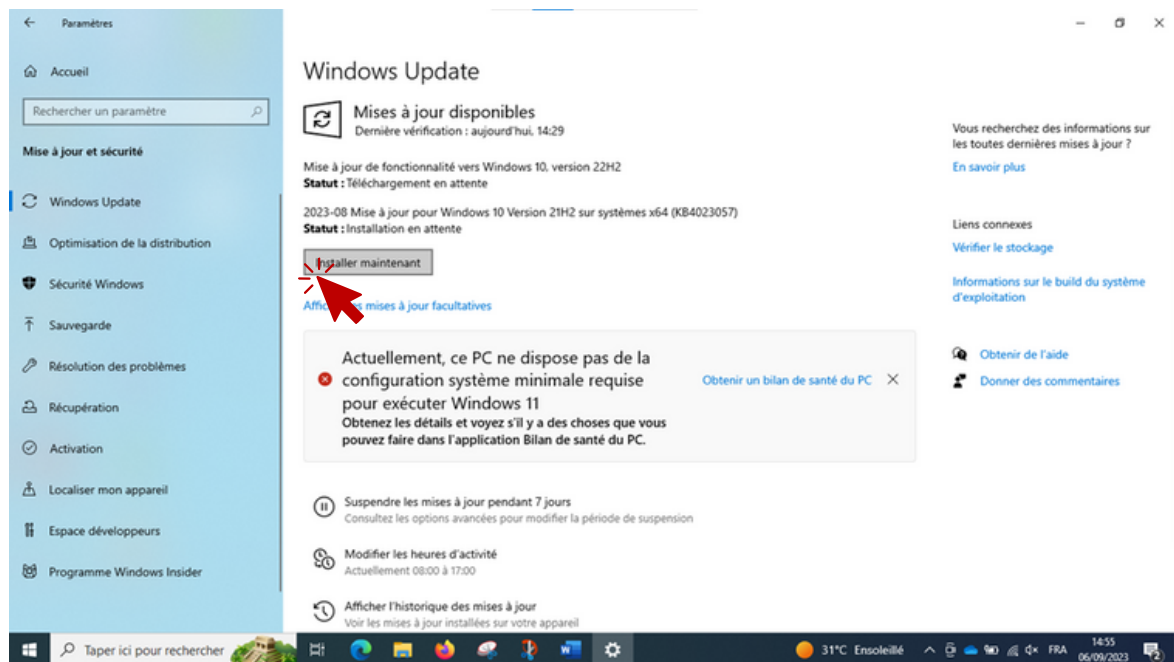 Paramètres
Accueil
Rechercher un paramètre
Mise à jour et sécurité
Windows Update
Optimisation de la distribution
Sécurité Windows
Sauvegarde
Résolution des problèmes
Récupération
Activation
Localiser mon appareil
Espace développeurs
Programme Windows Insider
Windows Update
Mises à jour disponibles
Dernière vérification : aujourd'hui, 14:29
Mise à jour de fonctionnalité vers Windows 10, version 22H2
Statut : Téléchargement en attente
2023-08 Mise à jour pour Windows 10 Version 21H2 sur systèmes x64 (KB4023057)
Statut : Installation en attente
Installer maintenant
mises à jour facultatives
Actuellement, ce PC ne dispose pas de la
configuration système minimale requise
pour exécuter Windows 11
Obtenez les détails et voyez s'il y a des choses que vous
pouvez faire dans l'application Bilan de santé du PC.
Obtenir un bilan de santé du PC
Suspendre les mises à jour pendant 7 jours
Consultez les options avancées pour modifier la période de suspension
Modifier les heures d'activité
Actuellement 08:00 à 17:00
Afficher l'historique des mises à jour
Voir les mises à jour installées sur votre appareil
Vous recherchez des informations sur
les toutes dernières mises à jour ?
En savoir plus
Liens connexes
Vérifier le stockage
Informations sur le build du système
d'exploitation
Obtenir de l'aide
Donner des commentaires
Taper ici pour rechercher
31°C Ensoleillé
FRA
14:55
06/09/2023